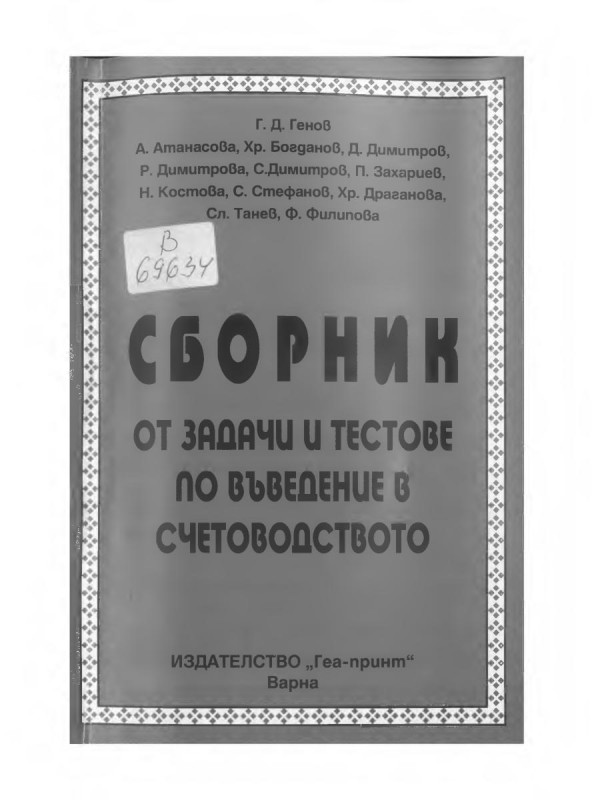 Г. Д. Генов
А. Атанасова, Хр. Богданов, Д. Димитров,
Р. Димитрова, С.Димитров, П. Захариев,
Н. Костова, С. Стефанов, Хр. Драганова,
Сл. Танев, Ф. Филипова
В
69634
СБОРНИК
ОТ ЗАДАЧИ И ТЕСТОВЕ
ПО ВЪВЕДЕНИЕ В
СЧЕТОВОДСТВОТО
ИЗДАТЕЛСТВО „Геа-принт“
Варна